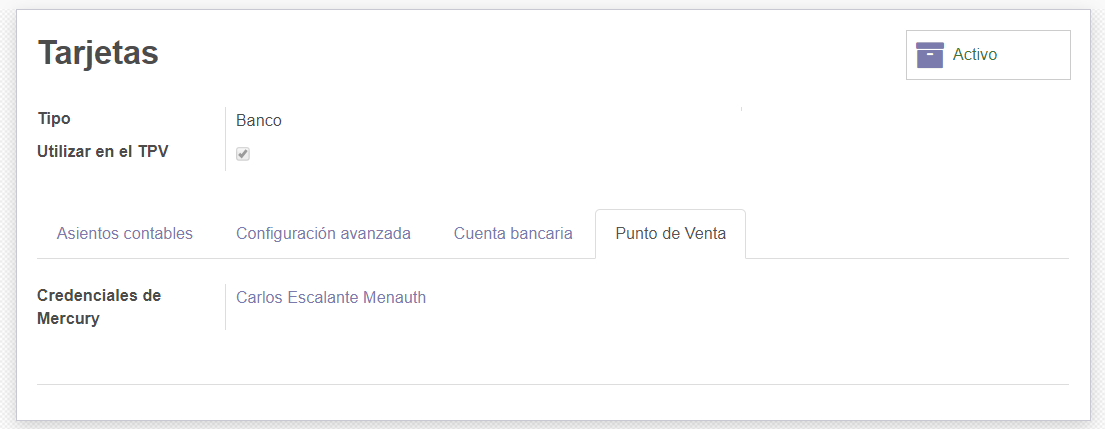 Tarjetas
Activo
Tipo
Banco
Utilizar en el TPV
Asientos contables
Configuración avanzada
Cuenta bancaria
Punto de Venta
Credenciales de
Mercury
Carlos Escalante Menauth